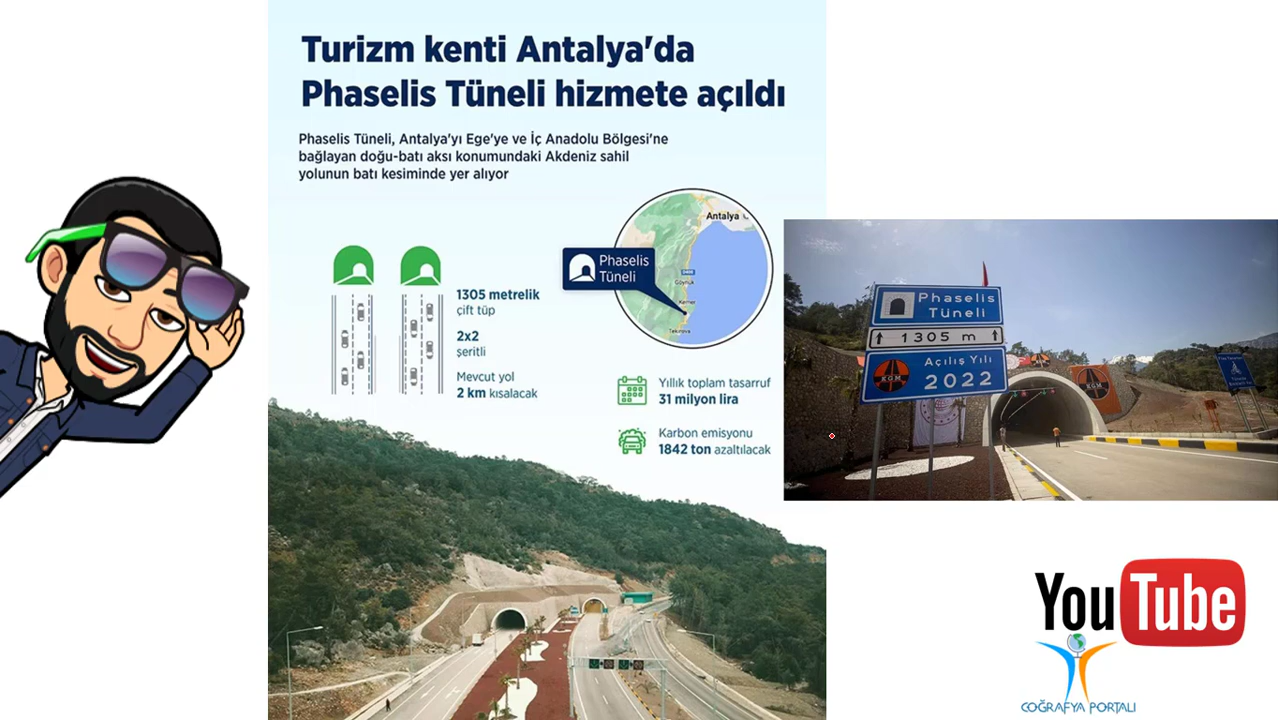 Turizm kenti Antalya'da
Phaselis Tüneli hizmete açıldı
Phaselis Tüneli, Antalya'yı Ege'ye ve İç Anadolu Bölgesi'ne
bağlayan doğu-batı aksı konumundaki Akdeniz sahil
yolunun batı kesiminde yer alıyor
1305 metrelik
çift tüp
2x2
şeritli
Mevcut yol
2 km kısalacak
Antalya
Phaselis
Tüneli
Göynük
Kemer
Tekirova
Yıllık toplam tasarruf
31 milyon lira
Karbon emisyonu
1842 ton azaltılacak
Phaselis
Tüneli
1305 m
KGM
Açılış Yılı
2022
KGM
YouTube
COĞRAFYA PORTALI